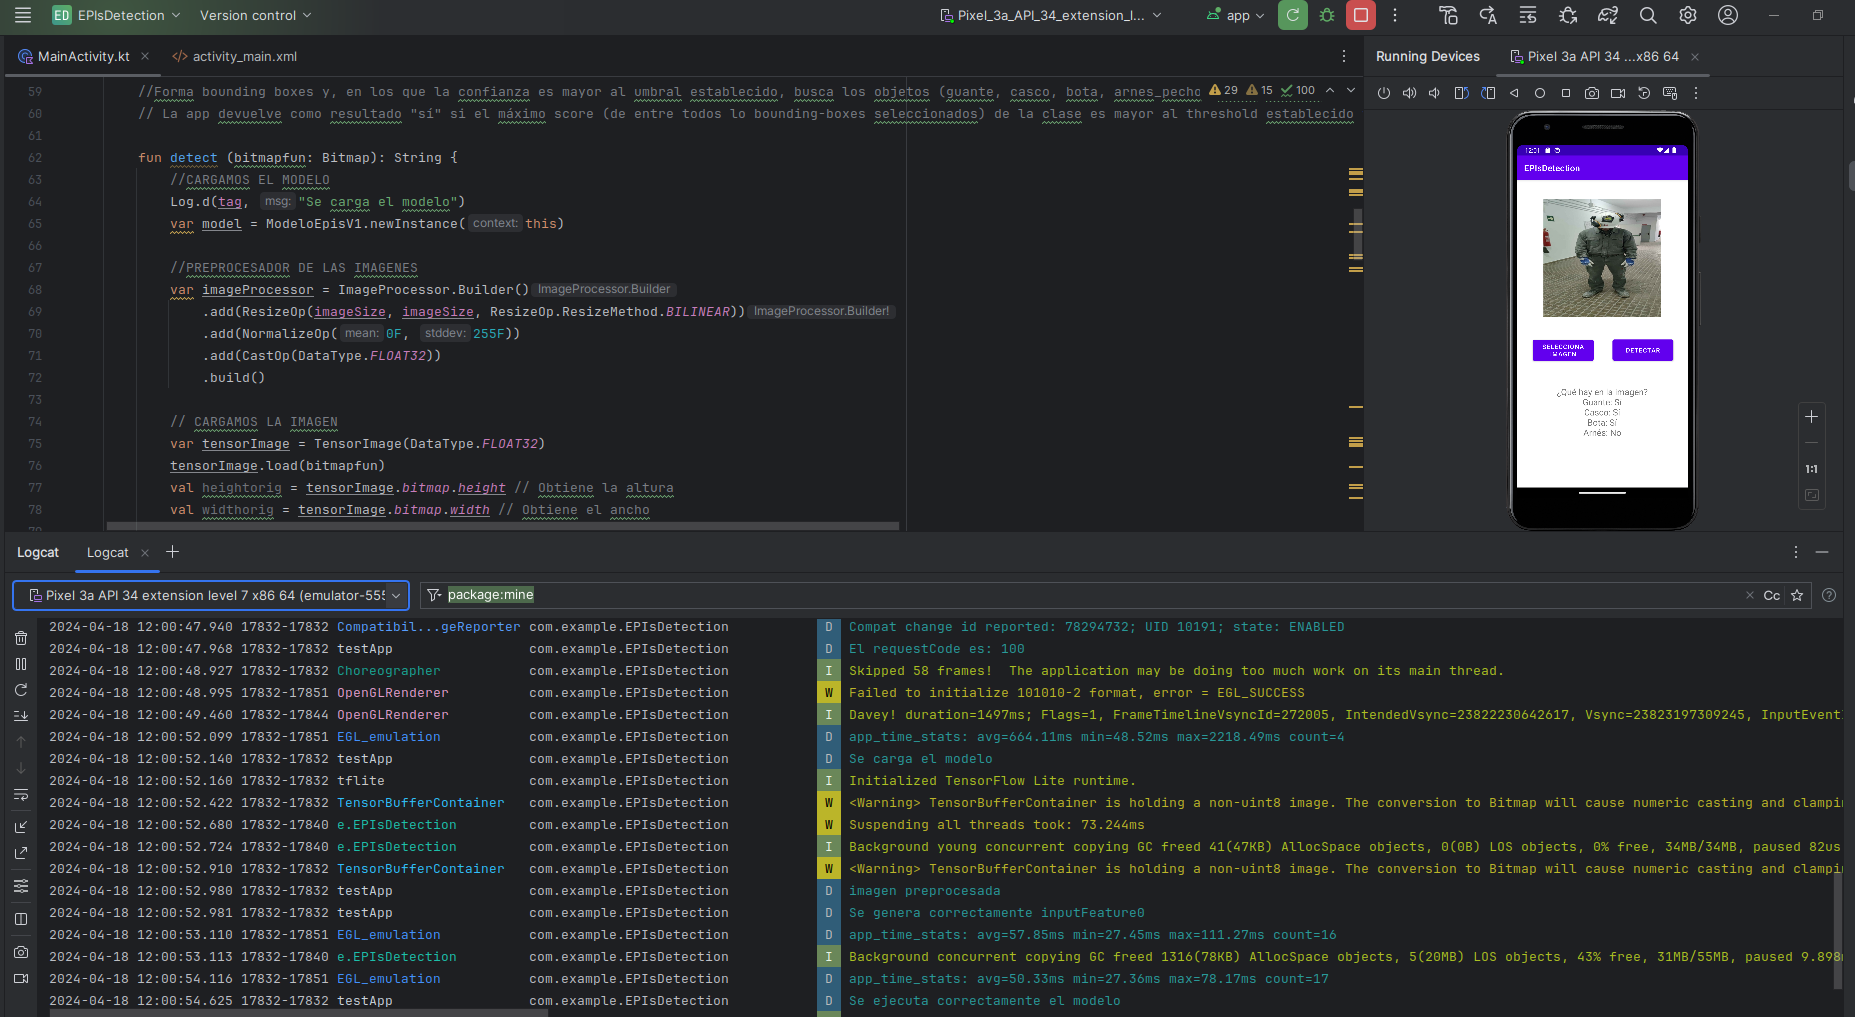 ED EPIsDetection Version control Pixel_3a_API_34_extension_l... app
MainActivity.kt activity_main.xml
Running Devices Pixel 3a API 34 ...x86 64
29 15 100
59 //Forma bounding boxes y, en los que la confianza es mayor al umbral establecido, busca los objetos (guante, casco, bota, arnes_pecho
60 // La app devuelve como resultado "sí" si el máximo score (de entre todos lo bounding-boxes seleccionados) de la clase es mayor al threshold establecido
61
62 fun detect (bitmapfun: Bitmap): String {
63 //CARGAMOS EL MODELO
64 Log.d(tag, msg: "Se carga el modelo")
65 var model = ModeloEpisV1.newInstance( context: this)
66
67 //PREPROCESADOR DE LAS IMAGENES
68 var imageProcessor = ImageProcessor.Builder() ImageProcessor.Builder
69 .add(ResizeOp(imageSize, imageSize, ResizeOp.ResizeMethod.BILINEAR)) ImageProcessor.Builder!
70 .add(NormalizeOp( mean: 0F, stddev: 255F))
71 .add(CastOp(DataType.FLOAT32))
72 .build()
73
74 // CARGAMOS LA IMAGEN
75 var tensorImage = TensorImage(DataType.FLOAT32)
76 tensorImage.load(bitmapfun)
77 val heightorig = tensorImage.bitmap.height // Obtiene la altura
78 val widthorig = tensorImage.bitmap.width // Obtiene el ancho
12:01
EPIsDetection
SELECCIONA
IMAGEN
DETECTAR
¿Qué hay en la imagen?
Guante: Sí
Casco: Sí
Bota: Sí
Arnés: No
1:1
Logcat Logcat
Pixel 3a API 34 extension level 7 x86 64 (emulator-555 package:mine Cc
2024-04-18 12:00:47.940 17832-17832 Compatibil...geReporter com.example.EPIsDetection D Compat change id reported: 78294732; UID 10191; state: ENABLED
2024-04-18 12:00:47.968 17832-17832 testApp com.example.EPIsDetection D El requestCode es: 100
2024-04-18 12:00:48.927 17832-17832 Choreographer com.example.EPIsDetection I Skipped 58 frames! The application may be doing too much work on its main thread.
2024-04-18 12:00:48.995 17832-17851 OpenGLRenderer com.example.EPIsDetection W Failed to initialize 101010-2 format, error = EGL_SUCCESS
2024-04-18 12:00:49.460 17832-17844 OpenGLRenderer com.example.EPIsDetection I Davey! duration=1497ms; Flags=1, FrameTimelineVsyncId=272005, IntendedVsync=23822230642617, Vsync=23823197309245, InputEvent
2024-04-18 12:00:52.099 17832-17851 EGL_emulation com.example.EPIsDetection D app_time_stats: avg=664.11ms min=48.52ms max=2218.49ms count=4
2024-04-18 12:00:52.140 17832-17832 testApp com.example.EPIsDetection D Se carga el modelo
2024-04-18 12:00:52.160 17832-17832 tflite com.example.EPIsDetection I Initialized TensorFlow Lite runtime.
2024-04-18 12:00:52.422 17832-17832 TensorBufferContainer com.example.EPIsDetection W <Warning> TensorBufferContainer is holding a non-uint8 image. The conversion to Bitmap will cause numeric casting and clampi
2024-04-18 12:00:52.680 17832-17840 e.EPIsDetection com.example.EPIsDetection W Suspending all threads took: 73.244ms
2024-04-18 12:00:52.724 17832-17840 e.EPIsDetection com.example.EPIsDetection I Background young concurrent copying GC freed 41(47KB) AllocSpace objects, 0(0B) LOS objects, 0% free, 34MB/34MB, paused 82us
2024-04-18 12:00:52.910 17832-17832 TensorBufferContainer com.example.EPIsDetection W <Warning> TensorBufferContainer is holding a non-uint8 image. The conversion to Bitmap will cause numeric casting and clampi
2024-04-18 12:00:52.980 17832-17832 testApp com.example.EPIsDetection D imagen preprocesada
2024-04-18 12:00:52.981 17832-17832 testApp com.example.EPIsDetection D Se genera correctamente inputFeature0
2024-04-18 12:00:53.110 17832-17851 EGL_emulation com.example.EPIsDetection D app_time_stats: avg=57.85ms min=27.45ms max=111.27ms count=16
2024-04-18 12:00:53.113 17832-17840 e.EPIsDetection com.example.EPIsDetection I Background concurrent copying GC freed 1316(78KB) AllocSpace objects, 5(20MB) LOS objects, 43% free, 31MB/55MB, paused 9.898
2024-04-18 12:00:54.116 17832-17851 EGL_emulation com.example.EPIsDetection D app_time_stats: avg=50.33ms min=27.36ms max=78.17ms count=17
2024-04-18 12:00:54.625 17832-17832 testApp com.example.EPIsDetection D Se ejecuta correctamente el modelo